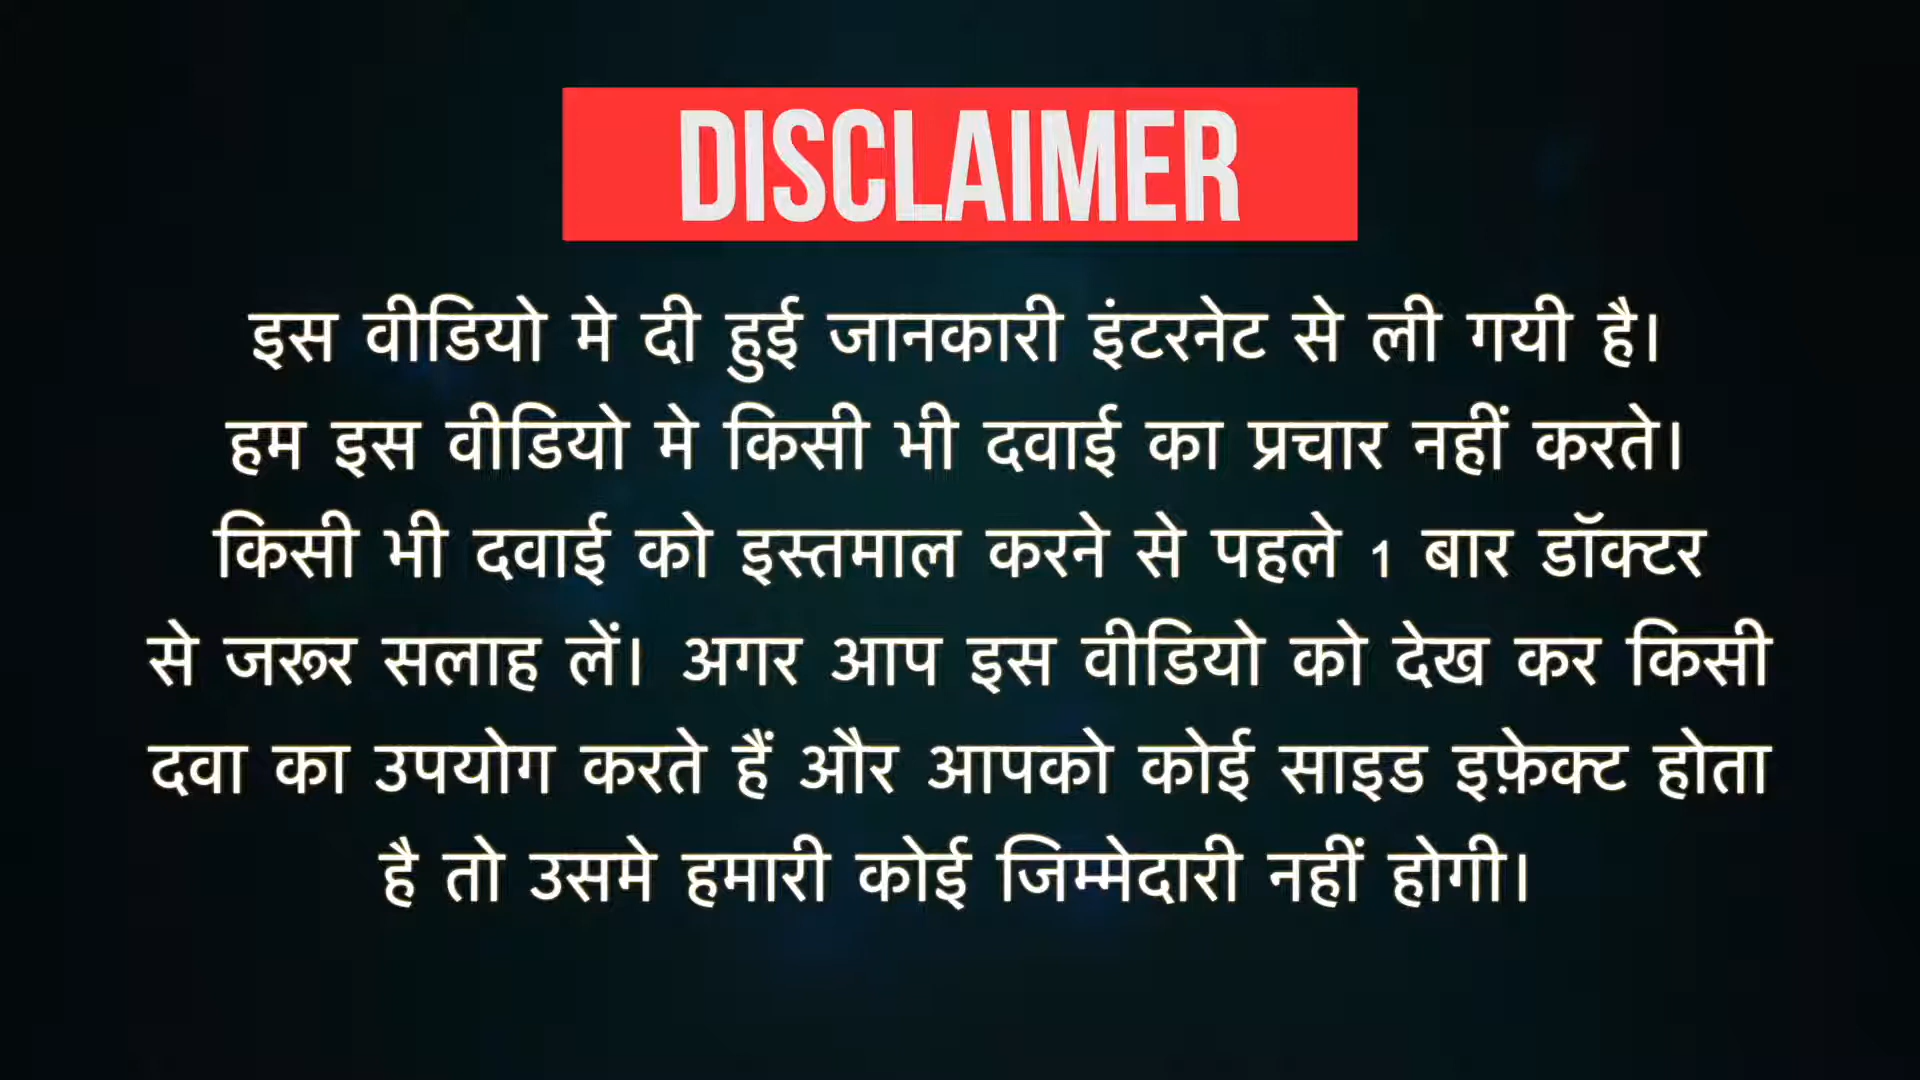 DISCLAIMER
इस वीडियो मे दी हुई जानकारी इंटरनेट से ली गयी है।
हम इस वीडियो मे किसी भी दवाई का प्रचार नहीं करते।
किसी भी दवाई को इस्तमाल करने से पहले 1 बार डॉक्टर
से जरूर सलाह लें। अगर आप इस वीडियो को देख कर किसी
दवा का उपयोग करते हैं और आपको कोई साइड इफ़ेक्ट होता
है तो उसमे हमारी कोई जिम्मेदारी नहीं होगी।